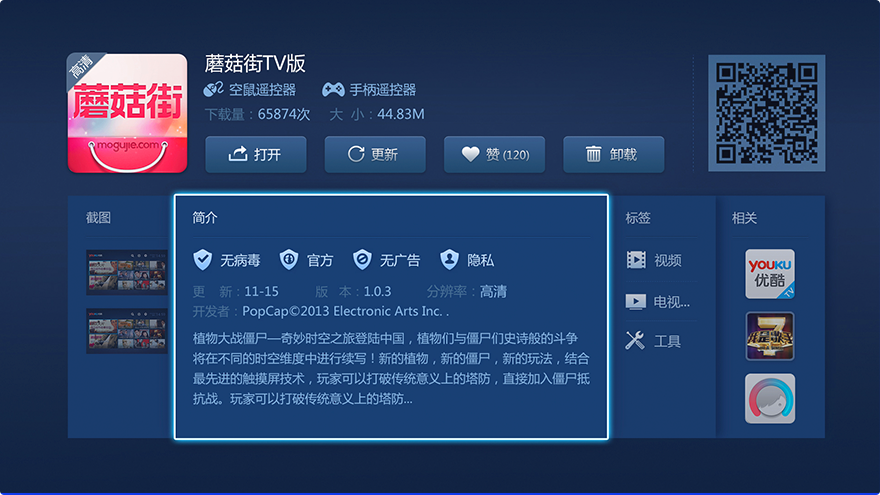 高清
蘑菇街
mogujie.com
蘑菇街TV版
空鼠遥控器 手柄遥控器
下载量：65874次 大 小：44.83M
打开 更新 赞 (120) 卸载
截图
简介
无病毒 官方 无广告 隐私
更 新：11-15 版 本：1.0.3 分辨率：高清
开发者：PopCap©2013 Electronic Arts Inc. .
植物大战僵尸—奇妙时空之旅登陆中国，植物们与僵尸们史诗般的斗争
将在不同的时空维度中进行续写！新的植物，新的僵尸，新的玩法，结合
最先进的触摸屏技术，玩家可以打破传统意义上的塔防，直接加入僵尸抵
抗战。玩家可以打破传统意义上的塔防...
标签
视频
电视...
工具
相关
YOUKU
优酷
TV
我是歌手